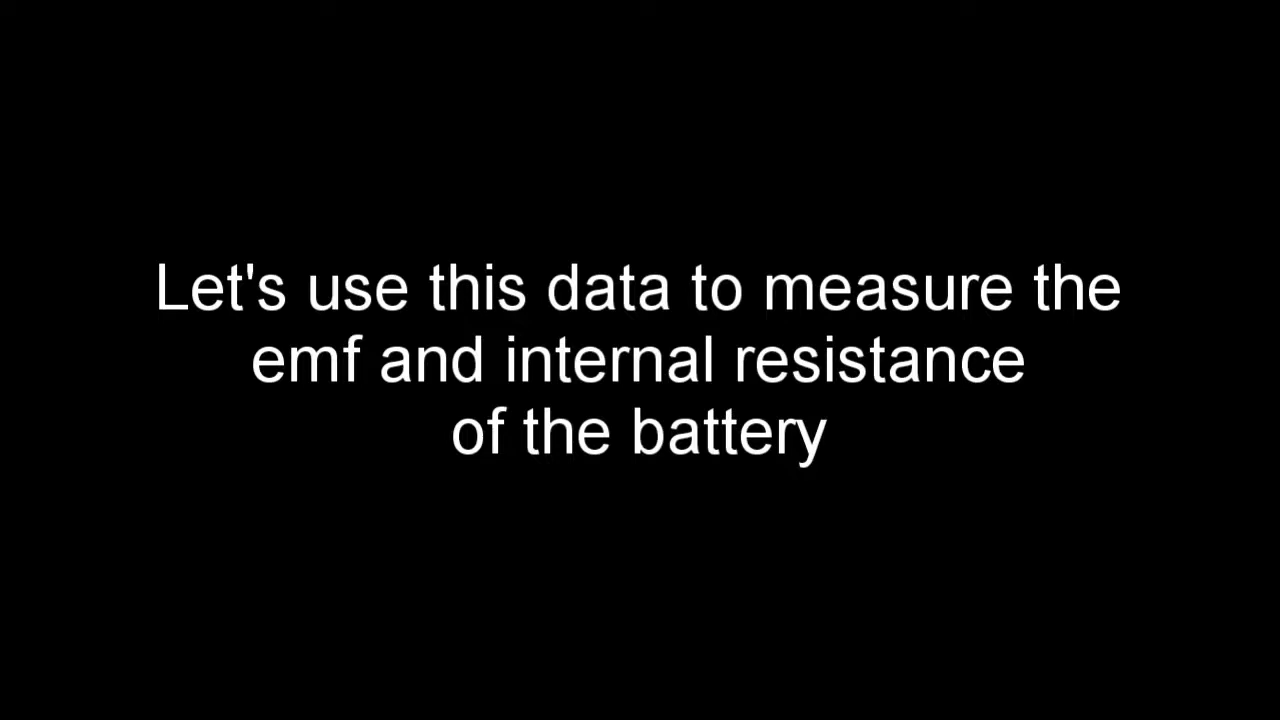 Let's use this data to measure the
emf and internal resistance
of the battery